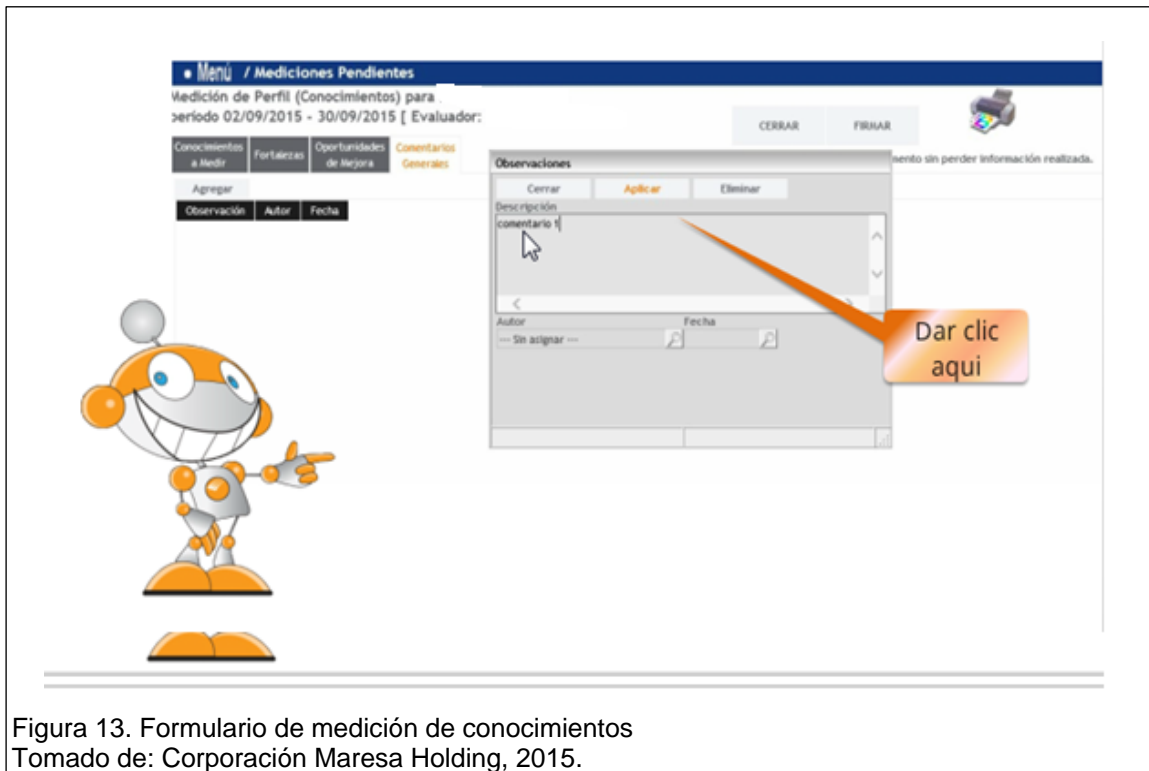 • Menú / Mediciones Pendientes
Medición de Perfil (Conocimientos) para
período 02/09/2015 - 30/09/2015 [ Evaluador:
CERRAR FIRMAR
Conocimientos a Medir
Fortalezas
Oportunidades de Mejora
Comentarios Generales
sin perder información realizada.
Agregar
Observación Autor Fecha
Observaciones
Cerrar Aplicar Eliminar
Descripción
comentario 1
Autor Fecha
--- Sin asignar ---
Dar clic
aqui
Figura 13. Formulario de medición de conocimientos
Tomado de: Corporación Maresa Holding, 2015.